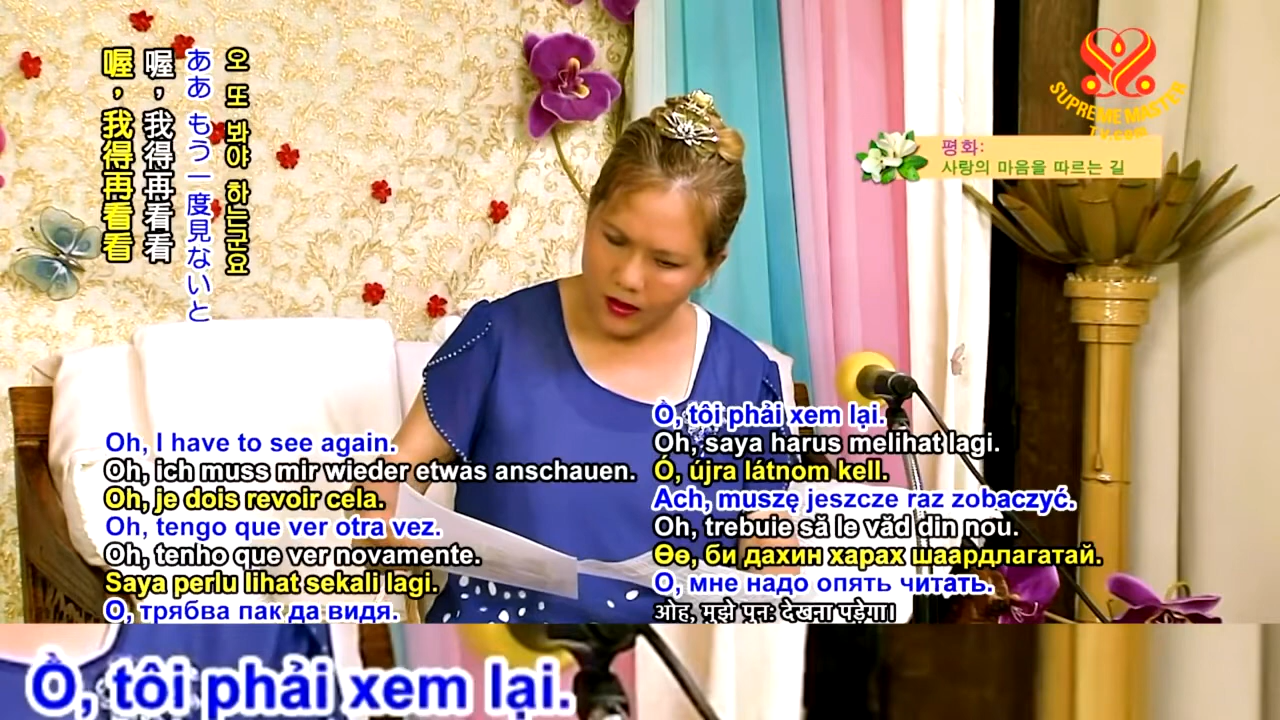 喔，我得再看看
喔，我得再看看
ああ もう一度見ないと
오 또 봐야 하는군요
SUPREME MASTER
TV.COM
평화:
사랑의 마음을 따르는 길
Oh, I have to see again.
Oh, ich muss mir wieder etwas anschauen.
Oh, je dois revoir cela.
Oh, tengo que ver otra vez.
Oh, tenho que ver novamente.
Saya perlu lihat sekali lagi.
О, трябва пак да видя.
Ồ, tôi phải xem lại.
Oh, saya harus melihat lagi.
Ó, újra látnom kell.
Ach, muszę jeszcze raz zobaczyć.
Oh, trebuie să le văd din nou.
Өө, би дахин харах шаардлагатай.
О, мне надо опять читать.
ओह, मुझे पुन: देखना पड़ेगा।
Ồ, tôi phải xem lại.